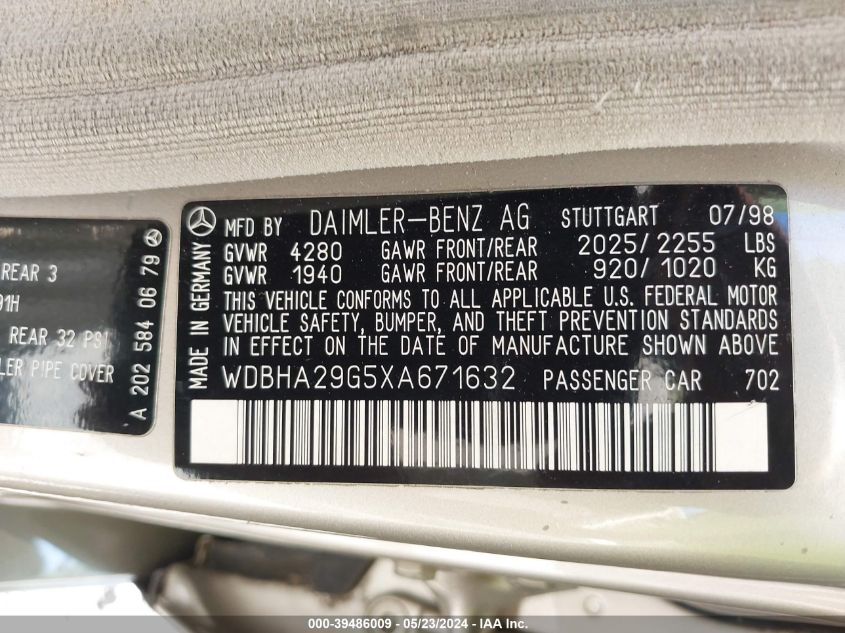 REAR 3
91H
REAR 32 PSI
LER PIPE COVER
A 202 584 06 79
MADE IN GERMANY
MFD BY DAIMLER-BENZ AG STUTTGART 07/98
GVWR 4280 GAWR FRONT/REAR 2025/2255 LBS
GVWR 1940 GAWR FRONT/REAR 920/1020 KG
THIS VEHICLE CONFORMS TO ALL APPLICABLE U.S. FEDERAL MOTOR
VEHICLE SAFETY, BUMPER, AND THEFT PREVENTION STANDARDS
IN EFFECT ON THE DATE OF MANUFACTURE SHOWN ABOVE
WDBHA29G5XA671632 PASSENGER CAR 702
000-39486009 - 05/23/2024 - IAA Inc.